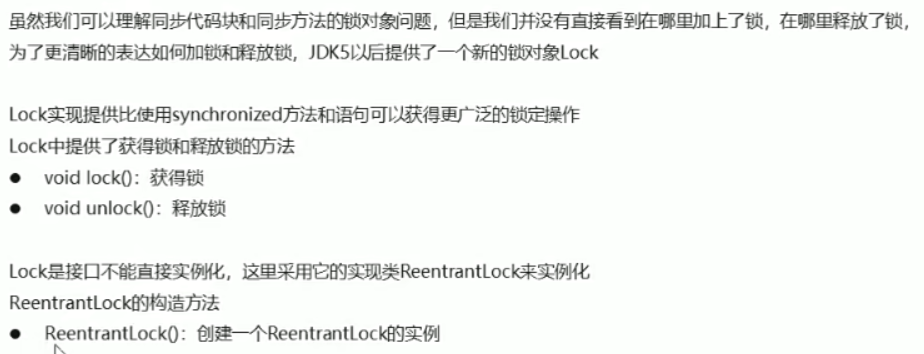 虽然我们可以理解同步代码块和同步方法的锁对象问题，但是我们并没有直接看到在哪里加上了锁，在哪里释放了锁，
为了更清晰的表达如何加锁和释放锁，JDK5以后提供了一个新的锁对象Lock
Lock实现提供比使用synchronized方法和语句可以获得更广泛的锁定操作
Lock中提供了获得锁和释放锁的方法
● void lock()：获得锁
● void unlock()：释放锁
Lock是接口不能直接实例化，这里采用它的实现类ReentrantLock来实例化
ReentrantLock的构造方法
● ReentrantLock()：创建一个ReentrantLock的实例